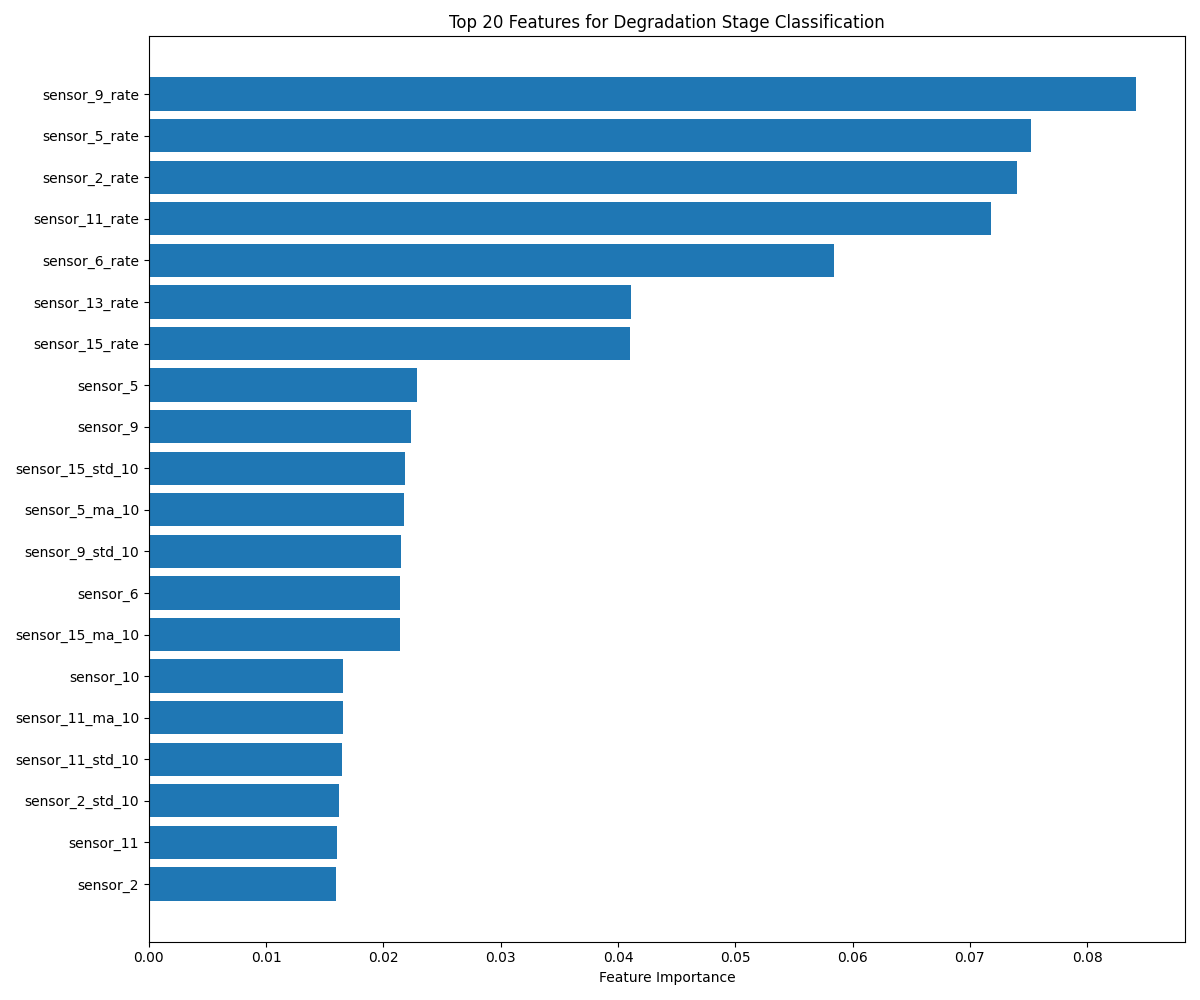 Top 20 Features for Degradation Stage Classification
sensor_9_rate
sensor_5_rate
sensor_2_rate
sensor_11_rate
sensor_6_rate
sensor_13_rate
sensor_15_rate
sensor_5
sensor_9
sensor_15_std_10
sensor_5_ma_10
sensor_9_std_10
sensor_6
sensor_15_ma_10
sensor_10
sensor_11_ma_10
sensor_11_std_10
sensor_2_std_10
sensor_11
sensor_2
0.00 0.01 0.02 0.03 0.04 0.05 0.06 0.07 0.08
Feature Importance